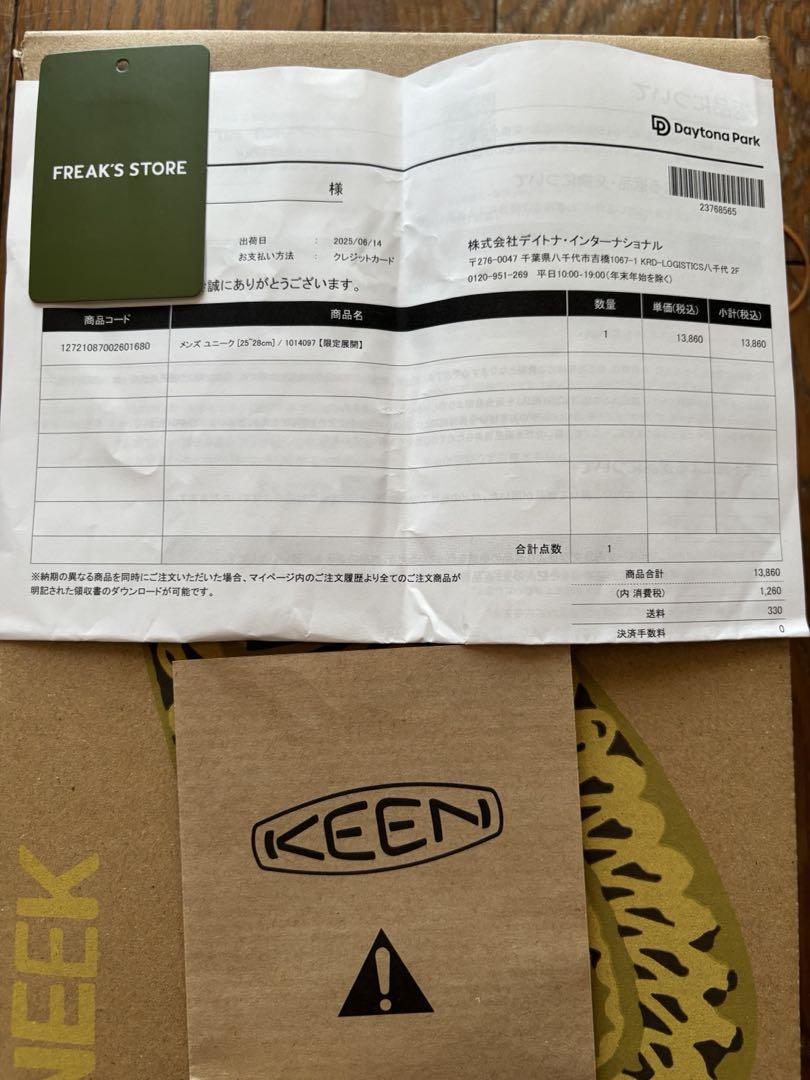 FREAK'S STORE
Daytona Park
様
23768565
出荷日 : 2025/06/14
お支払い方法 : クレジットカード
誠にありがとうございます。
株式会社デイトナ・インターナショナル
〒276-0047 千葉県八千代市吉橋1067-1 KRD-LOGISTICS八千代 2F
0120-951-269 平日10:00-19:00(年末年始を除く)
商品コード 商品名 数量 単価(税込) 小計(税込)
12721087002601680 メンズ ユニーク [25~28cm] / 1014097【限定展開】 1 13,860 13,860
合計点数 1
※納期の異なる商品を同時にご注文いただいた場合、マイページ内のご注文履歴より全てのご注文商品が
明記された領収書のダウンロードが可能です。
商品合計 13,860
(内 消費税) 1,260
送料 330
決済手数料 0
KEEN
NEEK